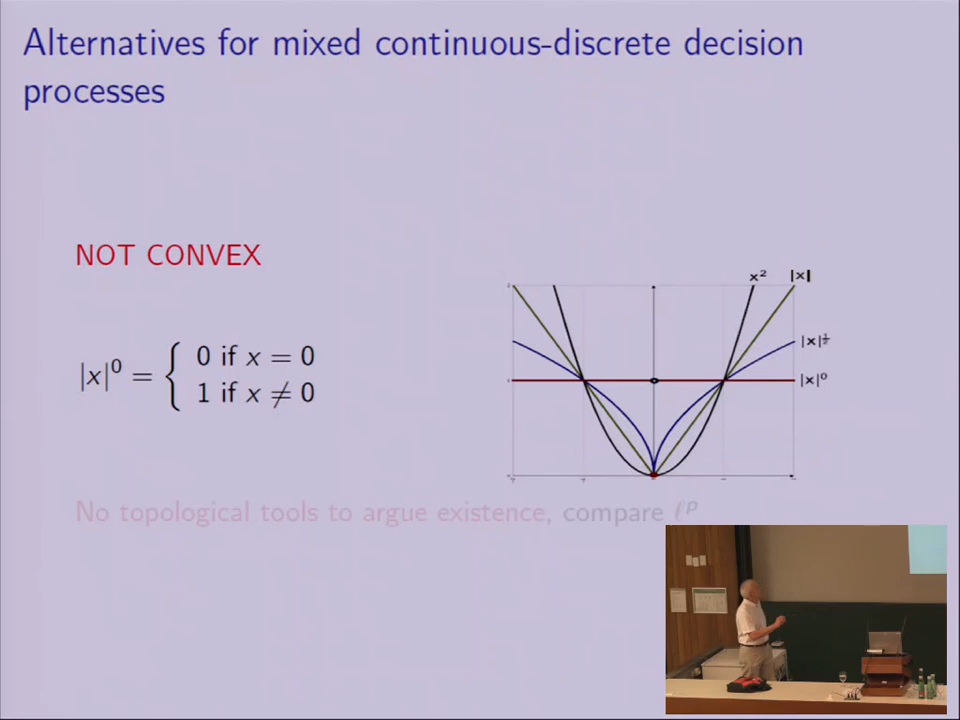 Alternatives for mixed continuous-discrete decision
processes
NOT CONVEX
|x|⁰ = { 0 if x = 0
1 if x ≠ 0
x²
|x|
|x|^½
|x|⁰
No topological tools to argue existence, compare ℓᵖ